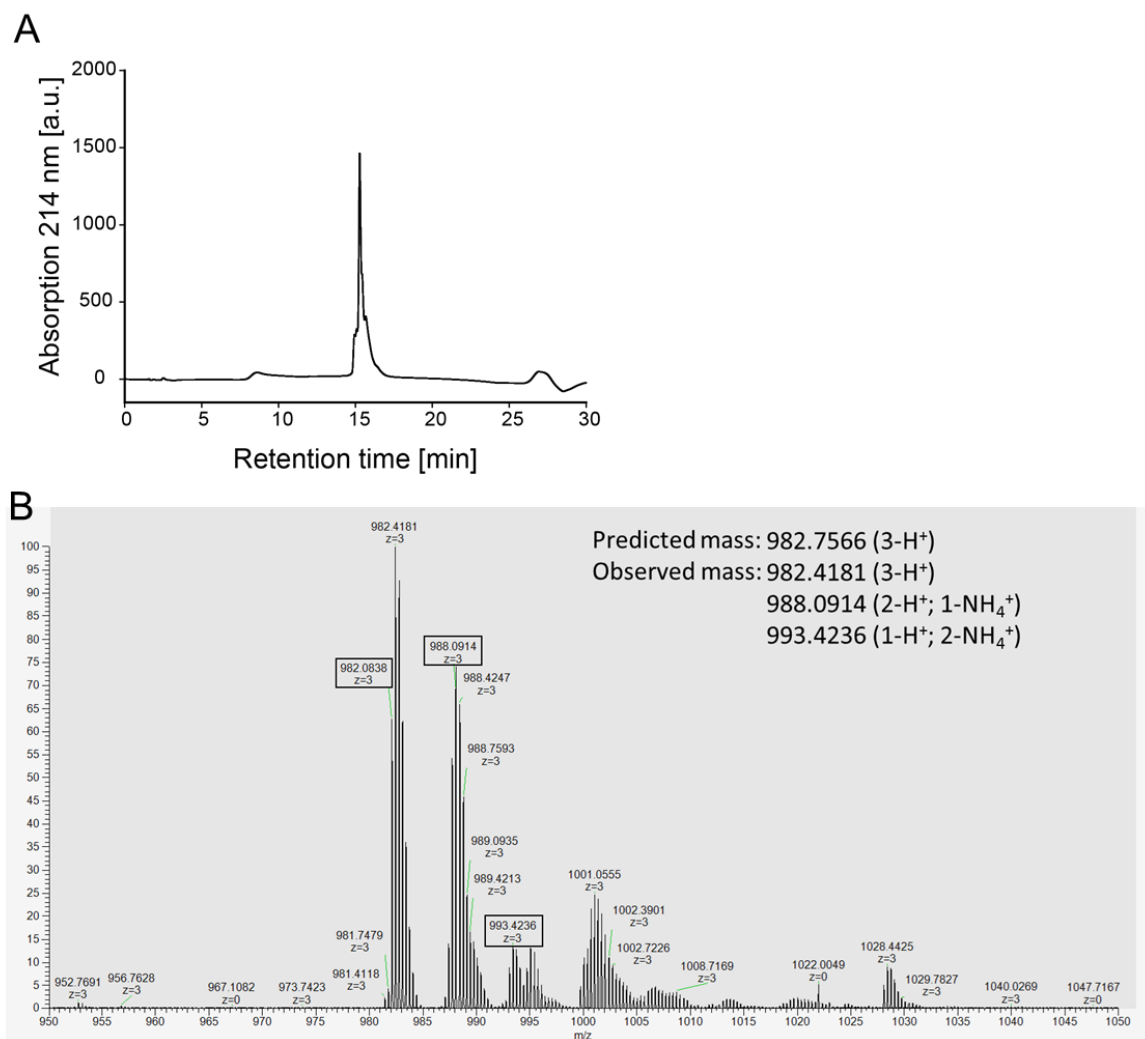 A
Absorption 214 nm [a.u.]
2000
1500
1000
500
0
0 5 10 15 20 25 30
Retention time [min]
B
Predicted mass: 982.7566 (3-H⁺)
Observed mass: 982.4181 (3-H⁺)
988.0914 (2-H⁺; 1-NH₄⁺)
993.4236 (1-H⁺; 2-NH₄⁺)
100
95
90
85
80
75
70
65
60
55
50
45
40
35
30
25
20
15
10
5
0
982.4181
z=3
982.0838
z=3
988.0914
z=3
988.4247
z=3
988.7593
z=3
989.0935
z=3
989.4213
z=3
981.7479
z=3
981.4118
z=3
993.4236
z=3
1001.0555
z=3
1002.3901
z=3
1002.7226
z=3
1008.7169
z=3
1022.0049
z=0
1028.4425
z=3
1029.7827
z=3
1040.0269
z=3
1047.7167
z=0
952.7691
z=3
956.7628
z=3
967.1082
z=0
973.7423
z=3
950 955 960 965 970 975 980 985 990 995 1000 1005 1010 1015 1020 1025 1030 1035 1040 1045 1050
m/z